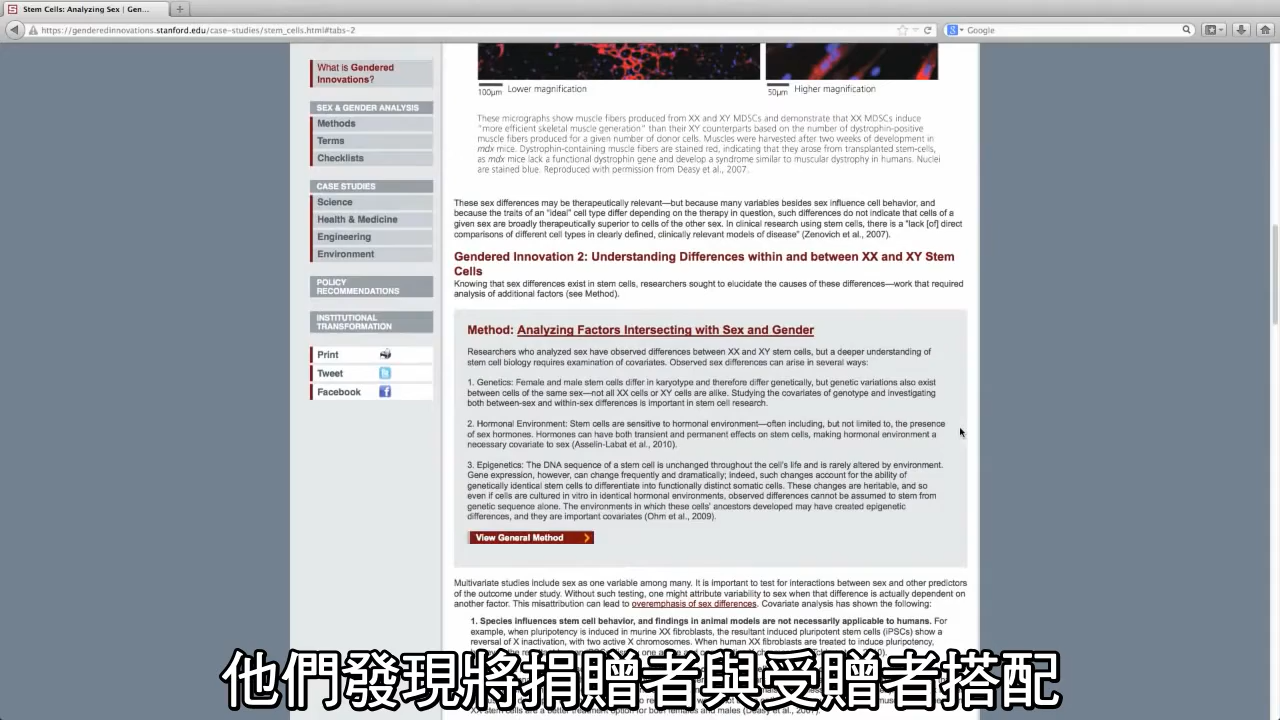 Stem Cells: Analyzing Sex | Gen...
https://genderedinnovations.stanford.edu/case-studies/stem_cells.html#tabs-2
Google
What is Gendered
Innovations?
SEX & GENDER ANALYSIS
Methods
Terms
Checklists
CASE STUDIES
Science
Health & Medicine
Engineering
Environment
POLICY
RECOMMENDATIONS
INSTITUTIONAL
TRANSFORMATION
Print
Tweet
Facebook
100µm Lower magnification
50µm Higher magnification
These micrographs show muscle fibers produced from XX and XY MDSCs and demonstrate that XX MDSCs induce
"more efficient skeletal muscle generation" than their XY counterparts based on the number of dystrophin-positive
muscle fibers produced for a given number of donor cells. Muscles were harvested after two weeks of development in
mdx mice. Dystrophin-containing muscle fibers are stained red, indicating that they arose from transplanted stem-cells,
as mdx mice lack a functional dystrophin gene and develop a syndrome similar to muscular dystrophy in humans. Nuclei
are stained blue. Reproduced with permission from Deasy et al., 2007.
These sex differences may be therapeutically relevant—but because many variables besides sex influence cell behavior, and
because the traits of an "ideal" cell type differ depending on the therapy in question, such differences do not indicate that cells of a
given sex are broadly therapeutically superior to cells of the other sex. In clinical research using stem cells, there is a "lack [of] direct
comparisons of different cell types in clearly defined, clinically relevant models of disease" (Zenovich et al., 2007).
Gendered Innovation 2: Understanding Differences within and between XX and XY Stem
Cells
Knowing that sex differences exist in stem cells, researchers sought to elucidate the causes of these differences—work that required
analysis of additional factors (see Method).
Method: Analyzing Factors Intersecting with Sex and Gender
Researchers who analyzed sex have observed differences between XX and XY stem cells, but a deeper understanding of
stem cell biology requires examination of covariates. Observed sex differences can arise in several ways:
1. Genetics: Female and male stem cells differ in karyotype and therefore differ genetically, but genetic variations also exist
between cells of the same sex—not all XX cells or XY cells are alike. Studying the covariates of genotype and investigating
both between-sex and within-sex differences is important in stem cell research.
2. Hormonal Environment: Stem cells are sensitive to hormonal environment—often including, but not limited to, the presence
of sex hormones. Hormones can have both transient and permanent effects on stem cells, making hormonal environment a
necessary covariate to sex (Asselin-Labat et al., 2010).
3. Epigenetics: The DNA sequence of a stem cell is unchanged throughout the cell's life and is rarely altered by environment.
Gene expression, however, can change frequently and dramatically; indeed, such changes account for the ability of
genetically identical stem cells to differentiate into functionally distinct somatic cells. These changes are heritable, and so
even if cells are cultured in vitro in identical hormonal environments, observed differences cannot be assumed to stem from
genetic sequence alone. The environments in which these cells' ancestors developed may have created epigenetic
differences, and they are important covariates (Ohm et al., 2009).
View General Method
Multivariate studies include sex as one variable among many. It is important to test for interactions between sex and other predictors
of the outcome under study. Without such testing, one might attribute variability to sex when that difference is actually dependent on
another factor. This misattribution can lead to overemphasis of sex differences. Covariate analysis has shown the following:
1. Species influences stem cell behavior, and findings in animal models are not necessarily applicable to humans. For
example, when pluripotency is induced in murine XX fibroblasts, the resultant induced pluripotent stem cells (iPSCs) show a
reversal of X inactivation, with two active X chromosomes. When human XX fibroblasts are treated to induce pluripotency,
他們發現將捐贈者與受贈者搭配